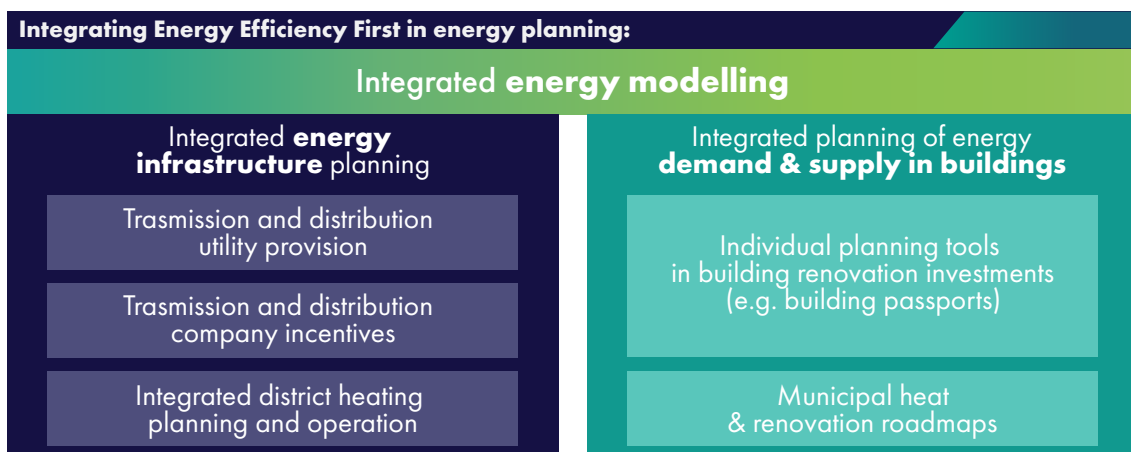 Integrating Energy Efficiency First in energy planning:
Integrated energy modelling
Integrated energy
infrastructure planning
Trasmission and distribution
utility provision
Trasmission and distribution
company incentives
Integrated district heating
planning and operation
Integrated planning of energy
demand & supply in buildings
Individual planning tools
in building renovation investments
(e.g. building passports)
Municipal heat
& renovation roadmaps